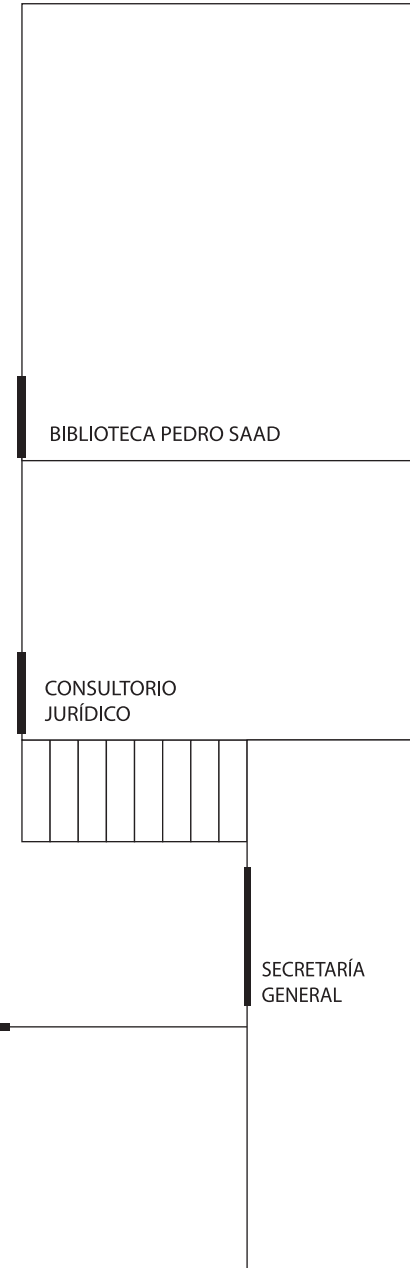 BIBLIOTECA PEDRO SAAD
CONSULTORIO
JURÍDICO
SECRETARÍA
GENERAL